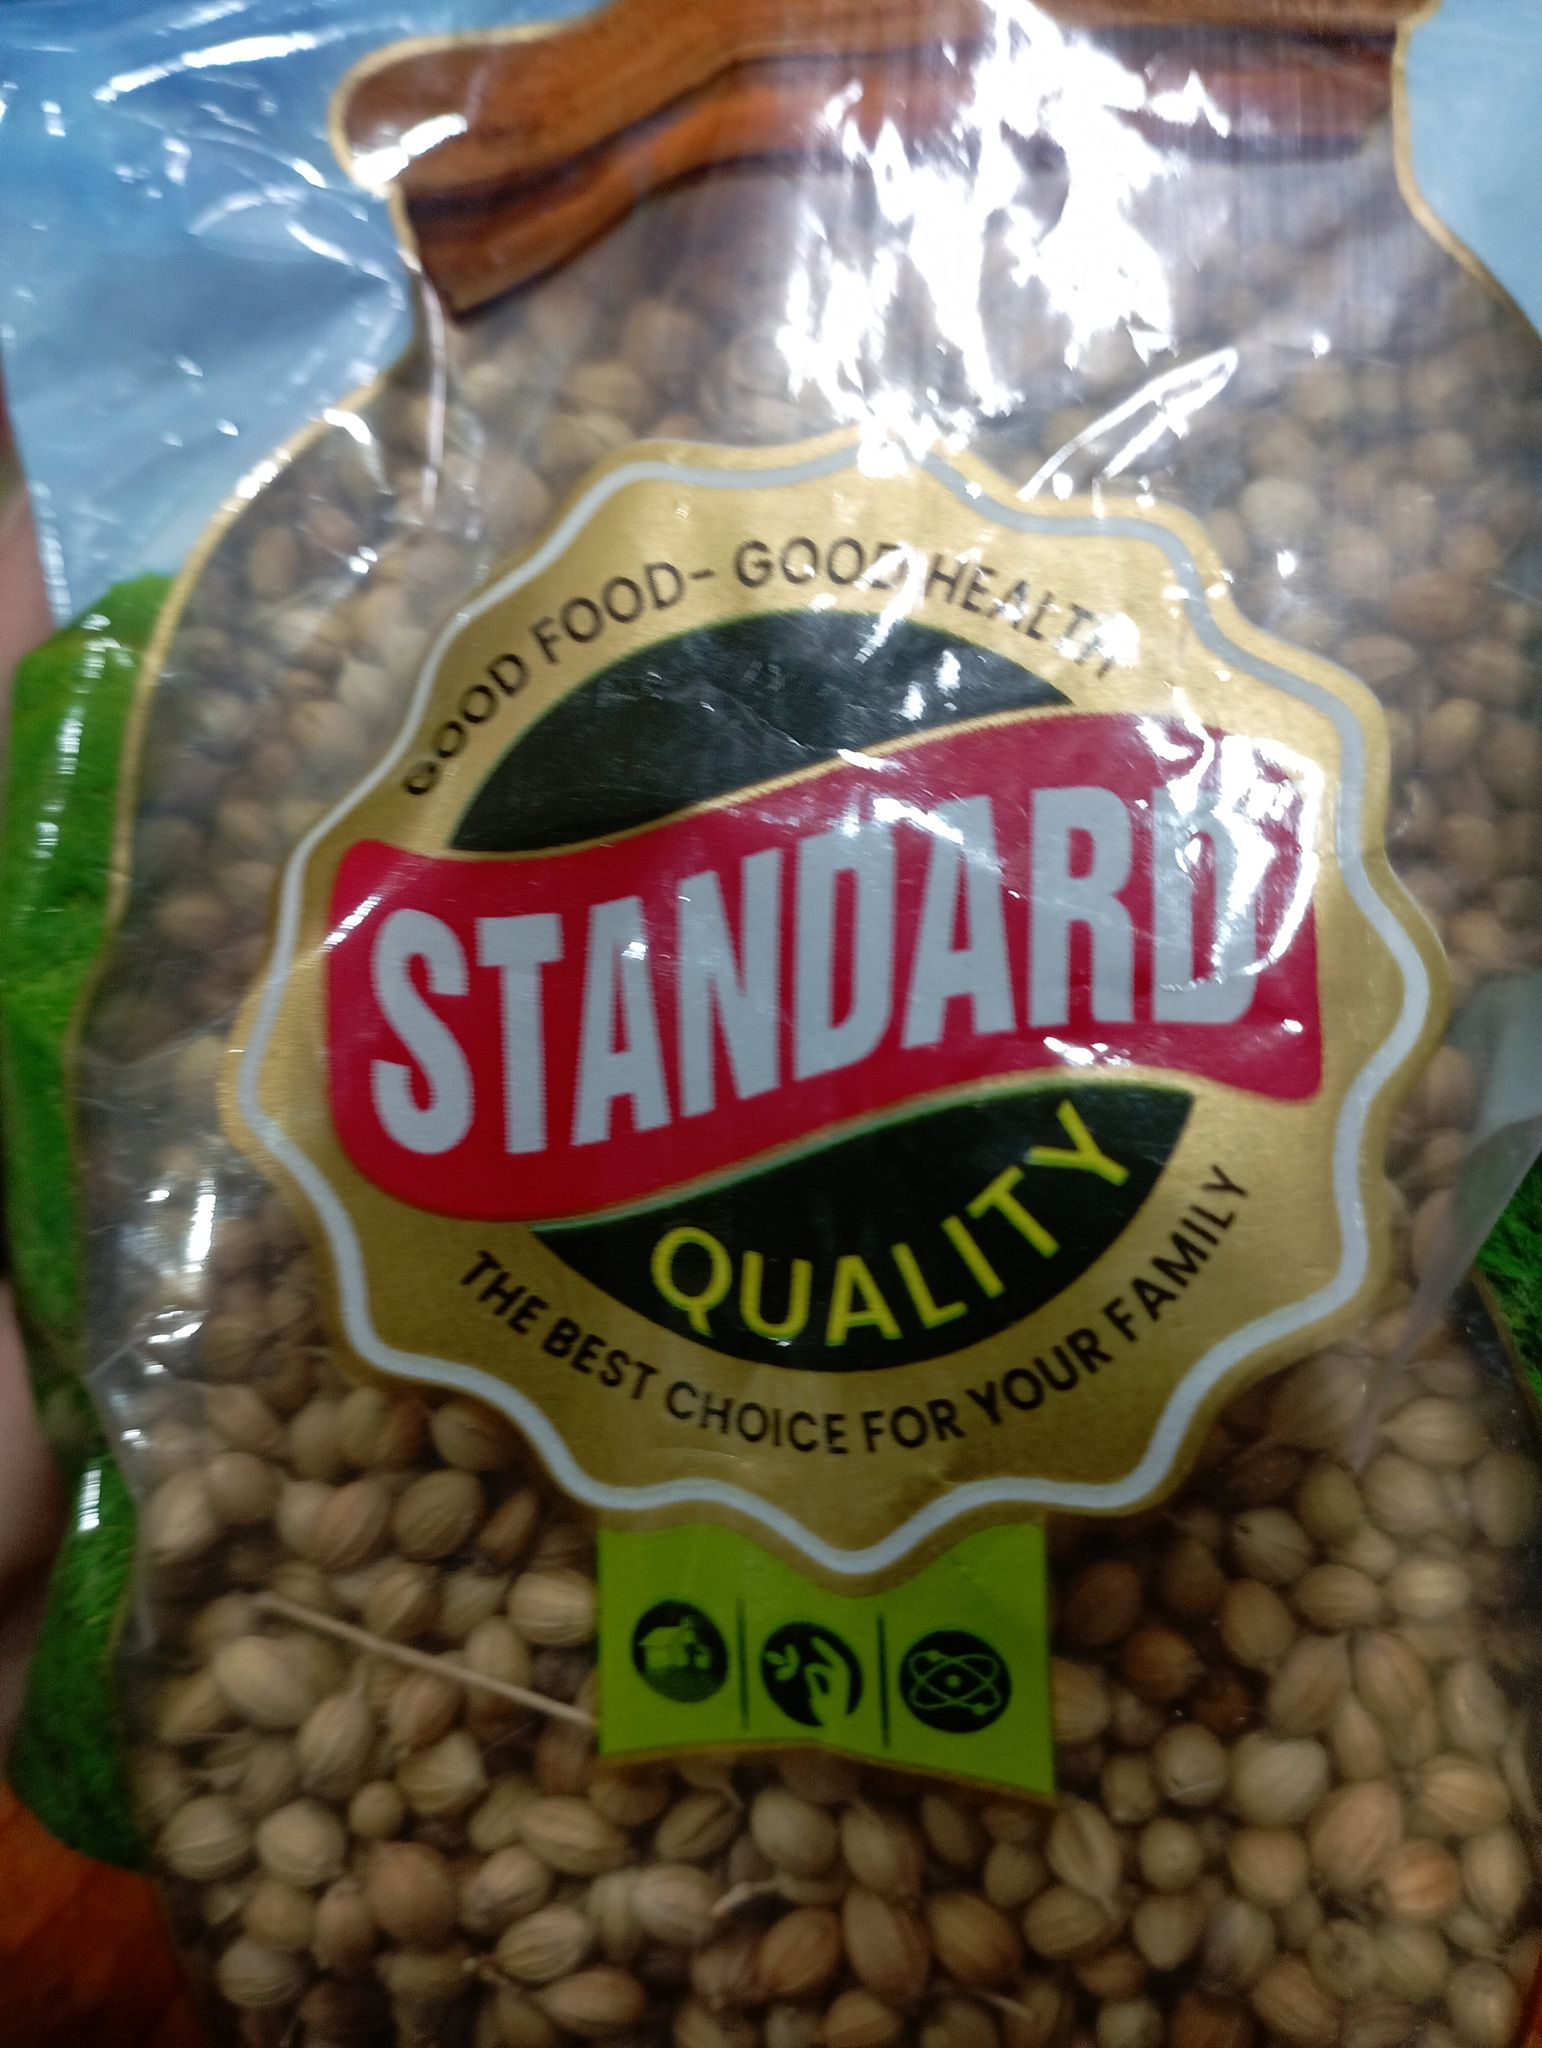 GOOD FOOD- GOOD HEALTH
STANDARD
QUALITY
THE BEST CHOICE FOR YOUR FAMILY